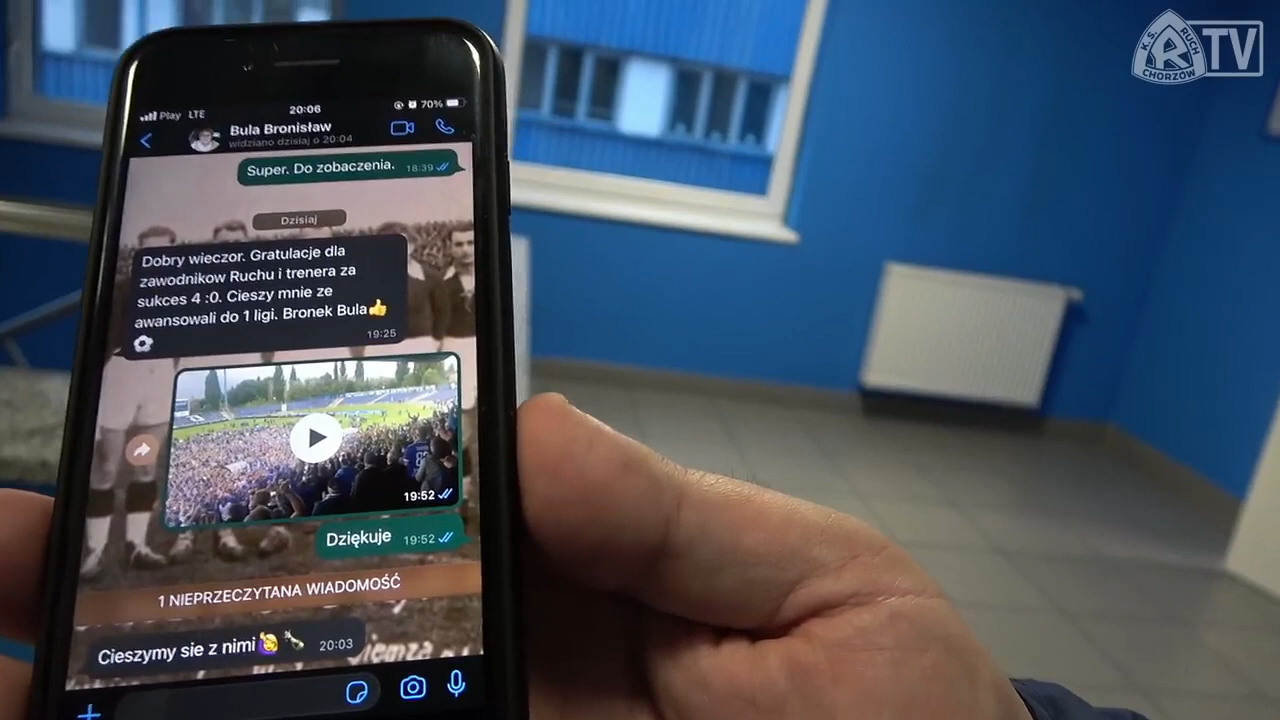 K.S. RUCH CHORZÓW
R TV
Play LTE
20:06
70%
Bula Bronisław
widziano dzisiaj o 20:04
Super. Do zobaczenia.
18:39
Dzisiaj
Dobry wieczor. Gratulacje dla
zawodnikow Ruchu i trenera za
sukces 4 :0. Cieszy mnie ze
awansowali do 1 ligi. Bronek Bula👍
⚽
19:25
19:52
Dziękuje
19:52
1 NIEPRZECZYTANA WIADOMOŚĆ
Cieszymy sie z nimi🙋‍♀️🍾
20:03